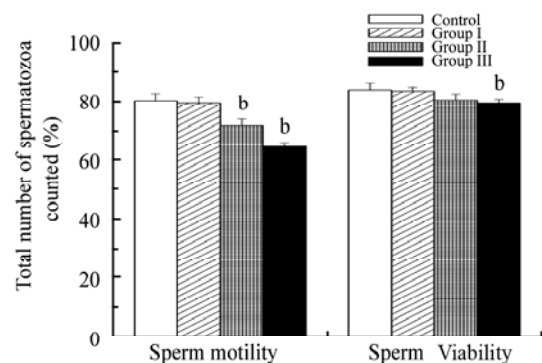 Control
Group I
Group II
Group III
Total number of spermatozoa
counted (%)
100
80
60
40
20
0
b
b
b
Sperm motility
Sperm Viability